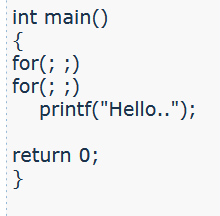 int main()
{
for(; ;)
for(; ;)
    printf("Hello..");

return 0;
}